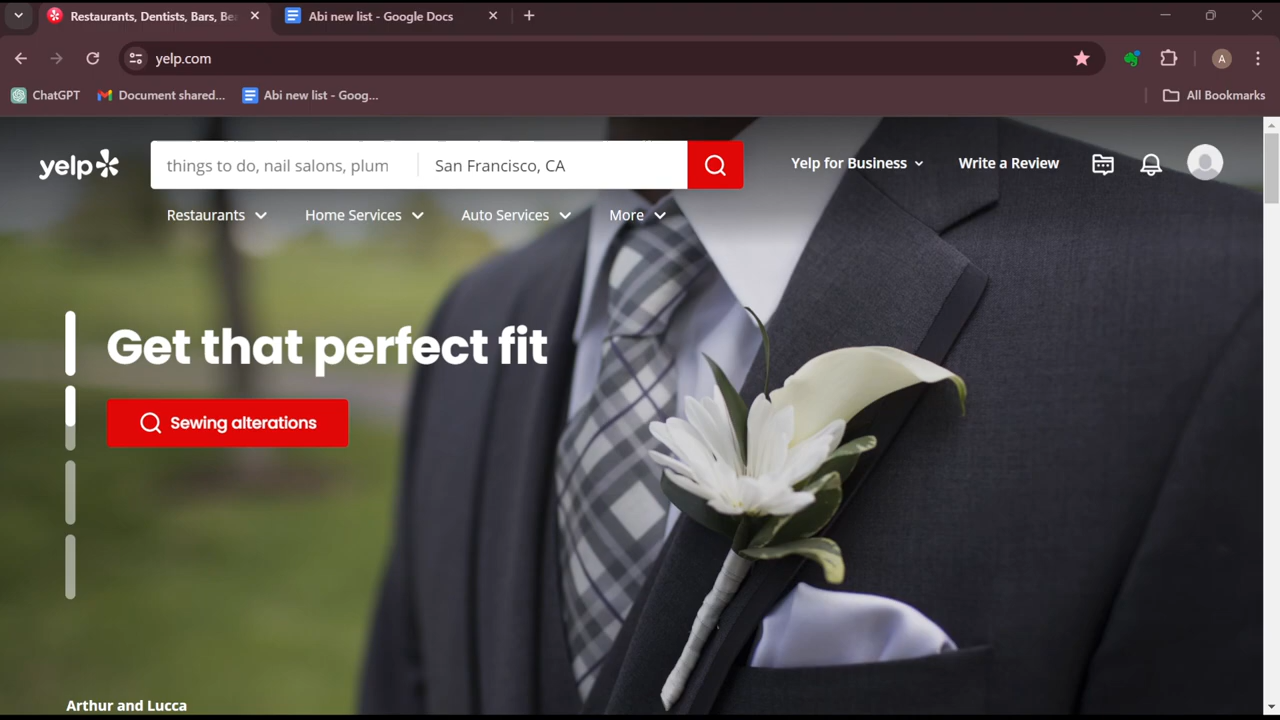 Restaurants, Dentists, Bars, Be
Abi new list - Google Docs
yelp.com
A
ChatGPT
Document shared...
Abi new list - Goog...
All Bookmarks
yelp
things to do, nail salons, plum
San Francisco, CA
Yelp for Business
Write a Review
Restaurants
Home Services
Auto Services
More
Get that perfect fit
Sewing alterations
Arthur and Lucca